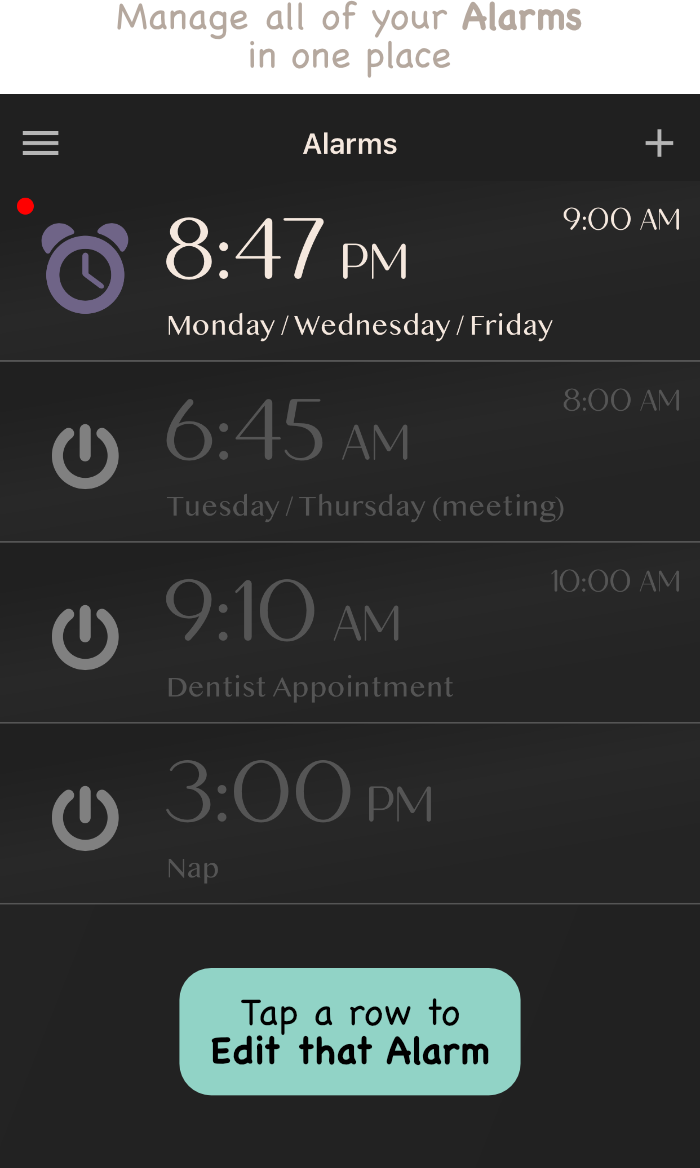 Manage all of your Alarms
in one place
Alarms
8:47 PM
9:00 AM
Monday / Wednesday / Friday
6:45 AM
8:00 AM
Tuesday / Thursday (meeting)
9:10 AM
10:00 AM
Dentist Appointment
3:00 PM
Nap
Tap a row to
Edit that Alarm